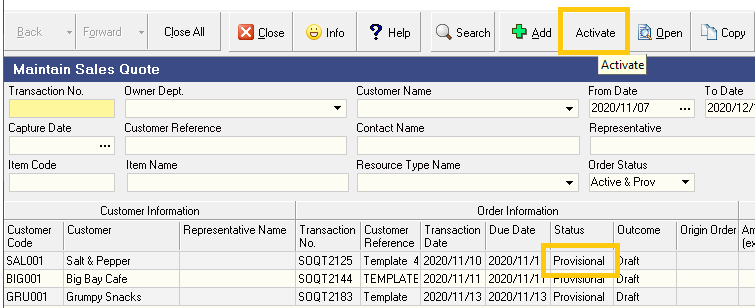 Back Forward Close All Close Info Help Search Add Activate Open Copy
Activate
Maintain Sales Quote
Transaction No. Owner Dept. Customer Name From Date To Date
2020/11/07 ... 2020/12/
Capture Date Customer Reference Contact Name Representative
...
Item Code Item Name Resource Type Name Order Status
Active & Prov
Customer Information Order Information
Customer Code Customer Representative Name Transaction No. Customer Reference Transaction Date Due Date Status Outcome Origin Order Am (ex
SAL001 Salt & Pepper SOQT2125 Template 4 2020/11/10 2020/11/1 Provisional Draft
BIG001 Big Bay Cafe SOQT2144 TEMPLATE 2020/11/11 2020/11/11 Provisional Draft
GRU001 Grumpy Snacks SOQT2183 Template 2020/11/13 2020/11/13 Provisional Draft